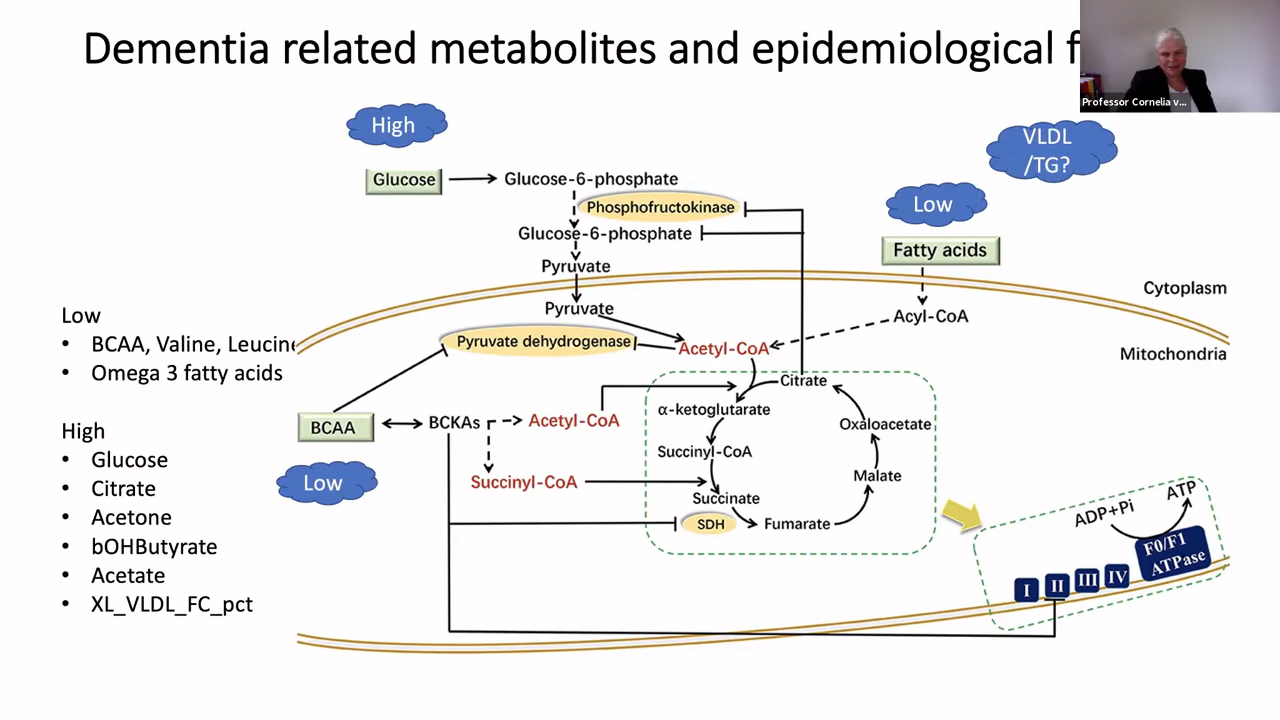 Dementia related metabolites and epidemiological f
Professor Cornelia v...
High
VLDL
/TG?
Low
Glucose
Glucose-6-phosphate
Phosphofructokinase
Glucose-6-phosphate
Fatty acids
Pyruvate
Cytoplasm
Pyruvate
Acyl-CoA
Low
• BCAA, Valine, Leucine
• Omega 3 fatty acids
Pyruvate dehydrogenase
Acetyl-CoA
Mitochondria
Citrate
α-ketoglutarate
Oxaloacetate
BCAA
BCKAs
Acetyl-CoA
Succinyl-CoA
High
• Glucose
• Citrate
• Acetone
• bOHButyrate
• Acetate
• XL_VLDL_FC_pct
Low
Succinyl-CoA
Malate
Succinate
SDH
Fumarate
ADP+Pi
ATP
F0/F1
ATPase
I
II
III
IV